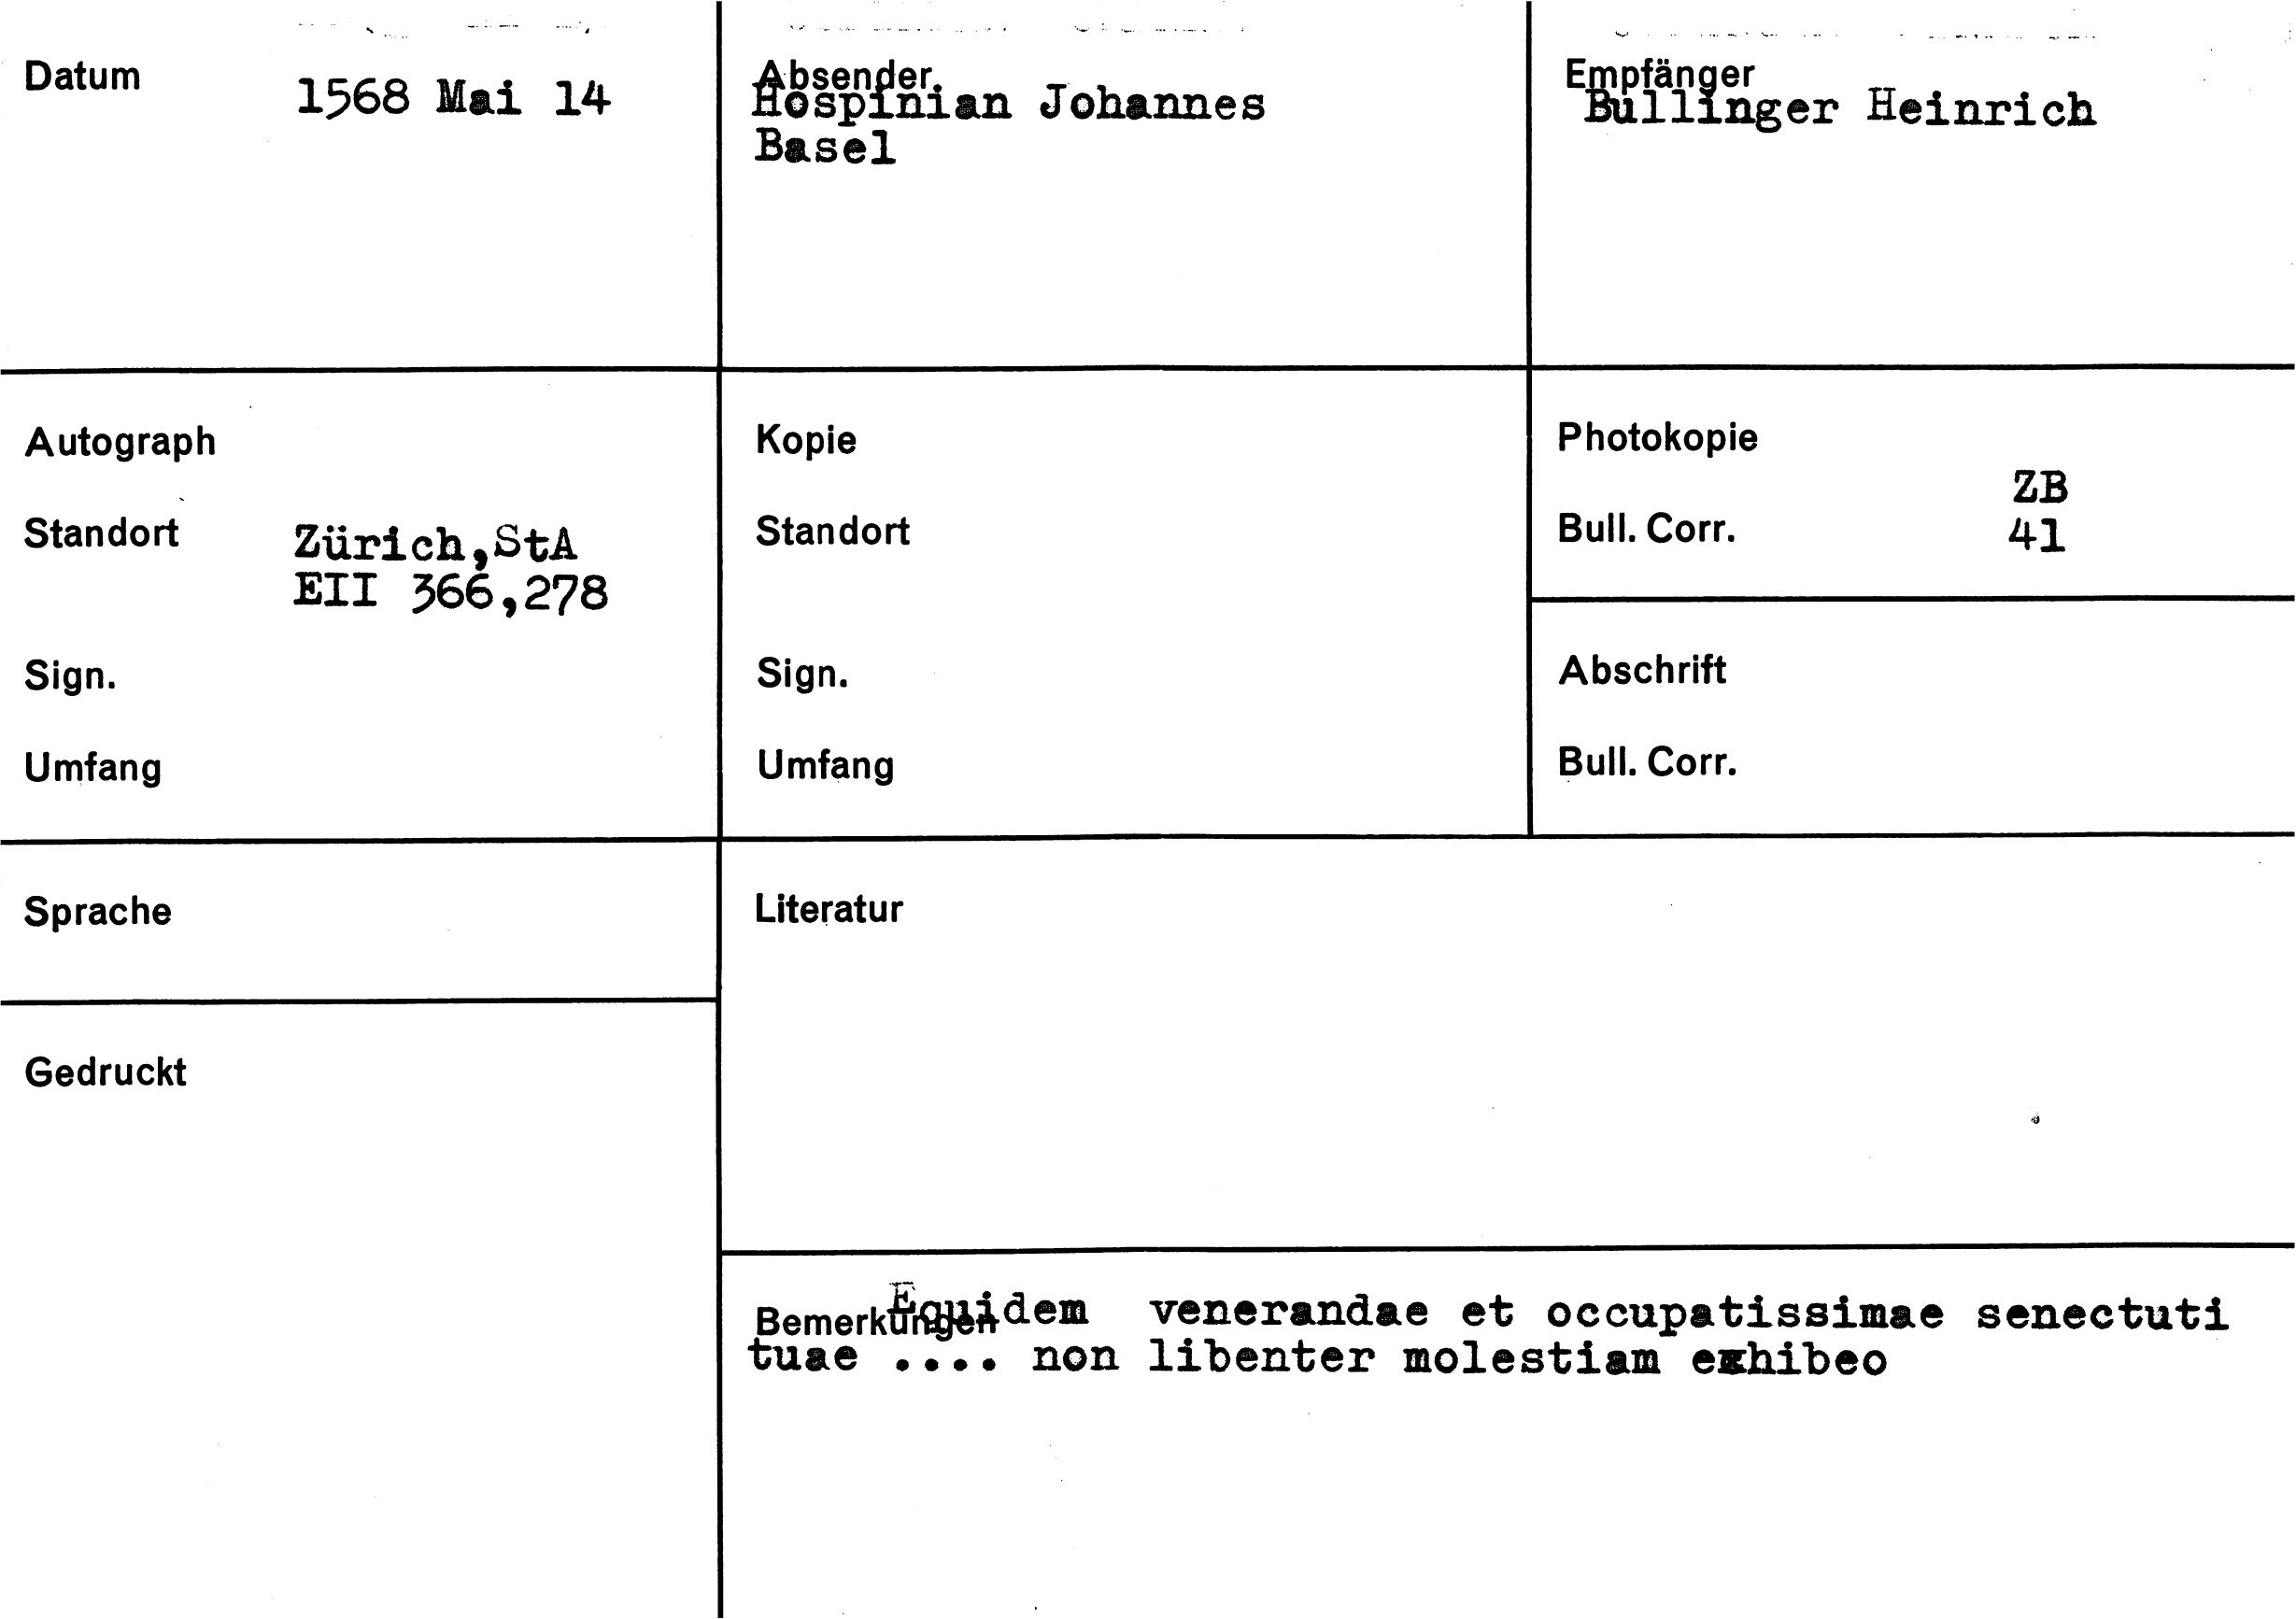 Datum 1568 Mai 14
Absender
Hospinian Johannes
Basel
Empfänger
Bullinger Heinrich
Autograph
Standort Zürich,StA
EII 366,278
Sign.
Umfang
Kopie
Standort
Sign.
Umfang
Photokopie
ZB
Bull. Corr. 41
Abschrift
Bull. Corr.
Sprache
Literatur
Gedruckt
Bemerkungen Equidem venerandae et occupatissimae senectuti
tuae .... non libenter molestiam exhibeo